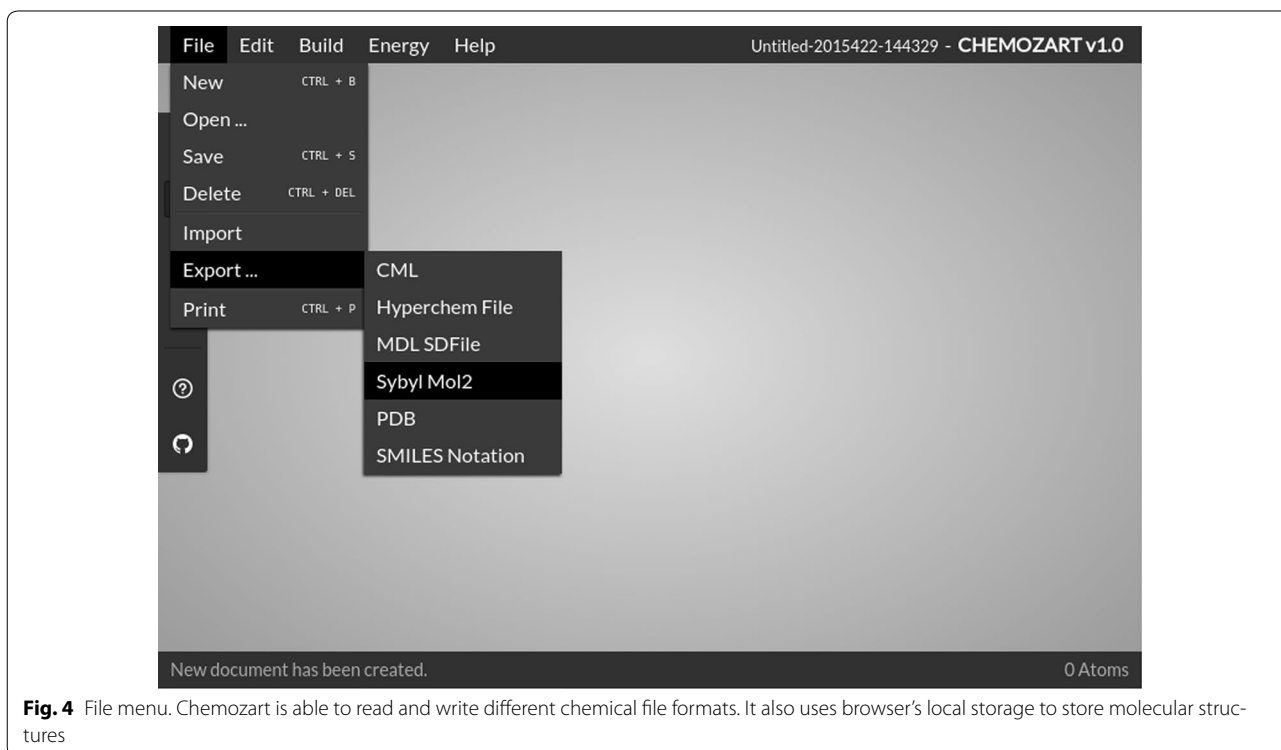 File Edit Build Energy Help Untitled-2015422-144329 - CHEMOZART v1.0
New CTRL + B
Open ...
Save CTRL + S
Delete CTRL + DEL
Import
Export ...
Print CTRL + P
CML
Hyperchem File
MDL SDFile
Sybyl Mol2
PDB
SMILES Notation
New document has been created. 0 Atoms
Fig. 4 File menu. Chemozart is able to read and write different chemical file formats. It also uses browser's local storage to store molecular struc-
tures